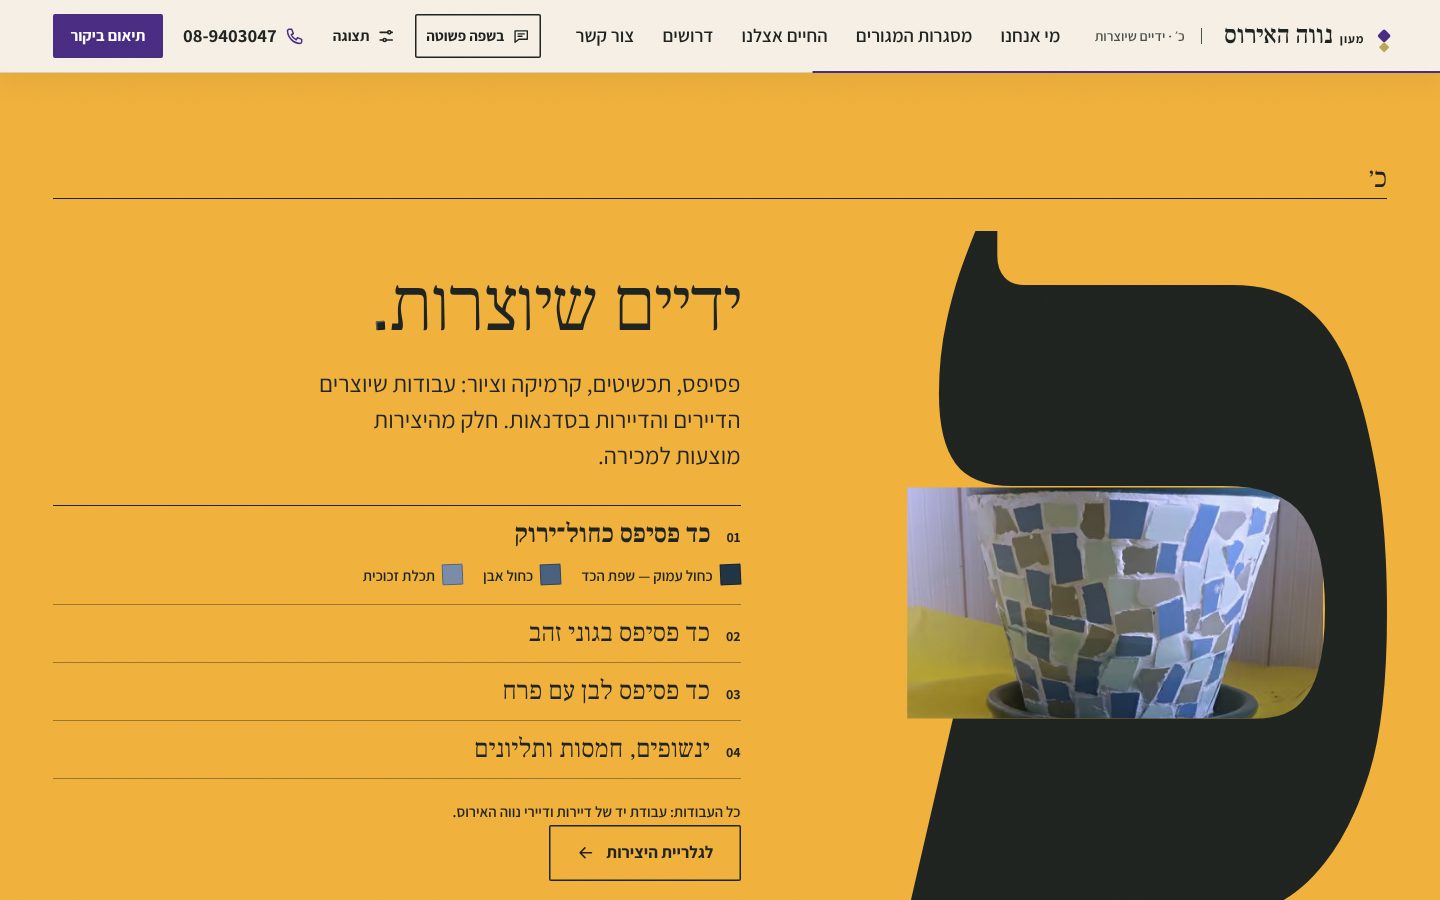 מעון נווה האירוס
כ׳ · ידיים שיוצרות
מי אנחנו
מסגרות המגורים
החיים אצלנו
דרושים
צור קשר
בשפה פשוטה
תצוגה
08-9403047
תיאום ביקור
כ׳
ידיים שיוצרות.
פסיפס, תכשיטים, קרמיקה וציור: עבודות שיוצרים
הדיירים והדיירות בסדנאות. חלק מהיצירות
מוצעות למכירה.
01 כד פסיפס כחול־ירוק
כחול עמוק — שפת הכד
כחול אבן
תכלת זכוכית
02 כד פסיפס בגוני זהב
03 כד פסיפס לבן עם פרח
04 ינשופים, חמסות ותליונים
כל העבודות: עבודת יד של דיירות ודיירי נווה האירוס.
לגלריית היצירות ←